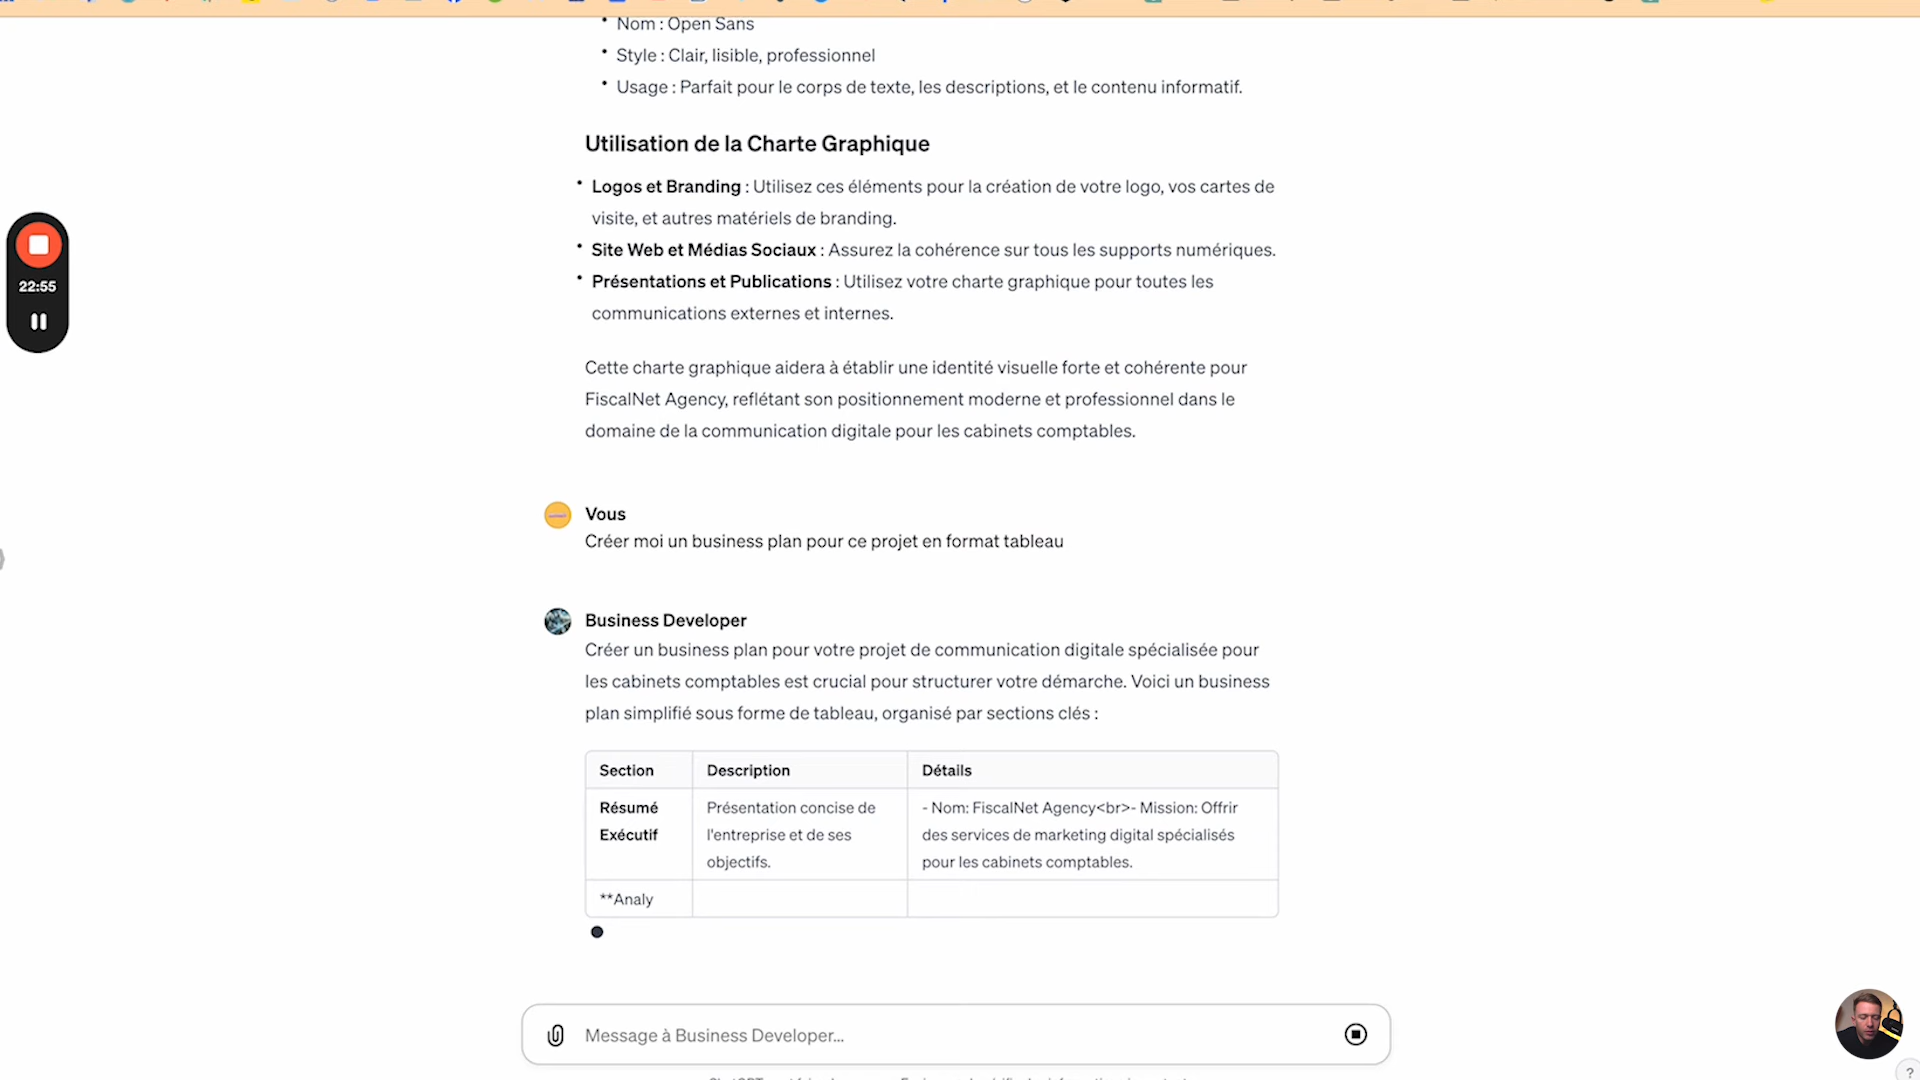 Nom : Open Sans
Style : Clair, lisible, professionnel
Usage : Parfait pour le corps de texte, les descriptions, et le contenu informatif.
Utilisation de la Charte Graphique
Logos et Branding : Utilisez ces éléments pour la création de votre logo, vos cartes de
visite, et autres matériels de branding.
Site Web et Médias Sociaux : Assurez la cohérence sur tous les supports numériques.
Présentations et Publications : Utilisez votre charte graphique pour toutes les
communications externes et internes.
22:55
Cette charte graphique aidera à établir une identité visuelle forte et cohérente pour
FiscalNet Agency, reflétant son positionnement moderne et professionnel dans le
domaine de la communication digitale pour les cabinets comptables.
Vous
Créer moi un business plan pour ce projet en format tableau
Business Developer
Créer un business plan pour votre projet de communication digitale spécialisée pour
les cabinets comptables est crucial pour structurer votre démarche. Voici un business
plan simplifié sous forme de tableau, organisé par sections clés :
Section Description Détails
Résumé Présentation concise de - Nom: FiscalNet Agency<br>- Mission: Offrir
Exécutif l'entreprise et de ses des services de marketing digital spécialisés
objectifs. pour les cabinets comptables.
**Analy
Message à Business Developer...
?